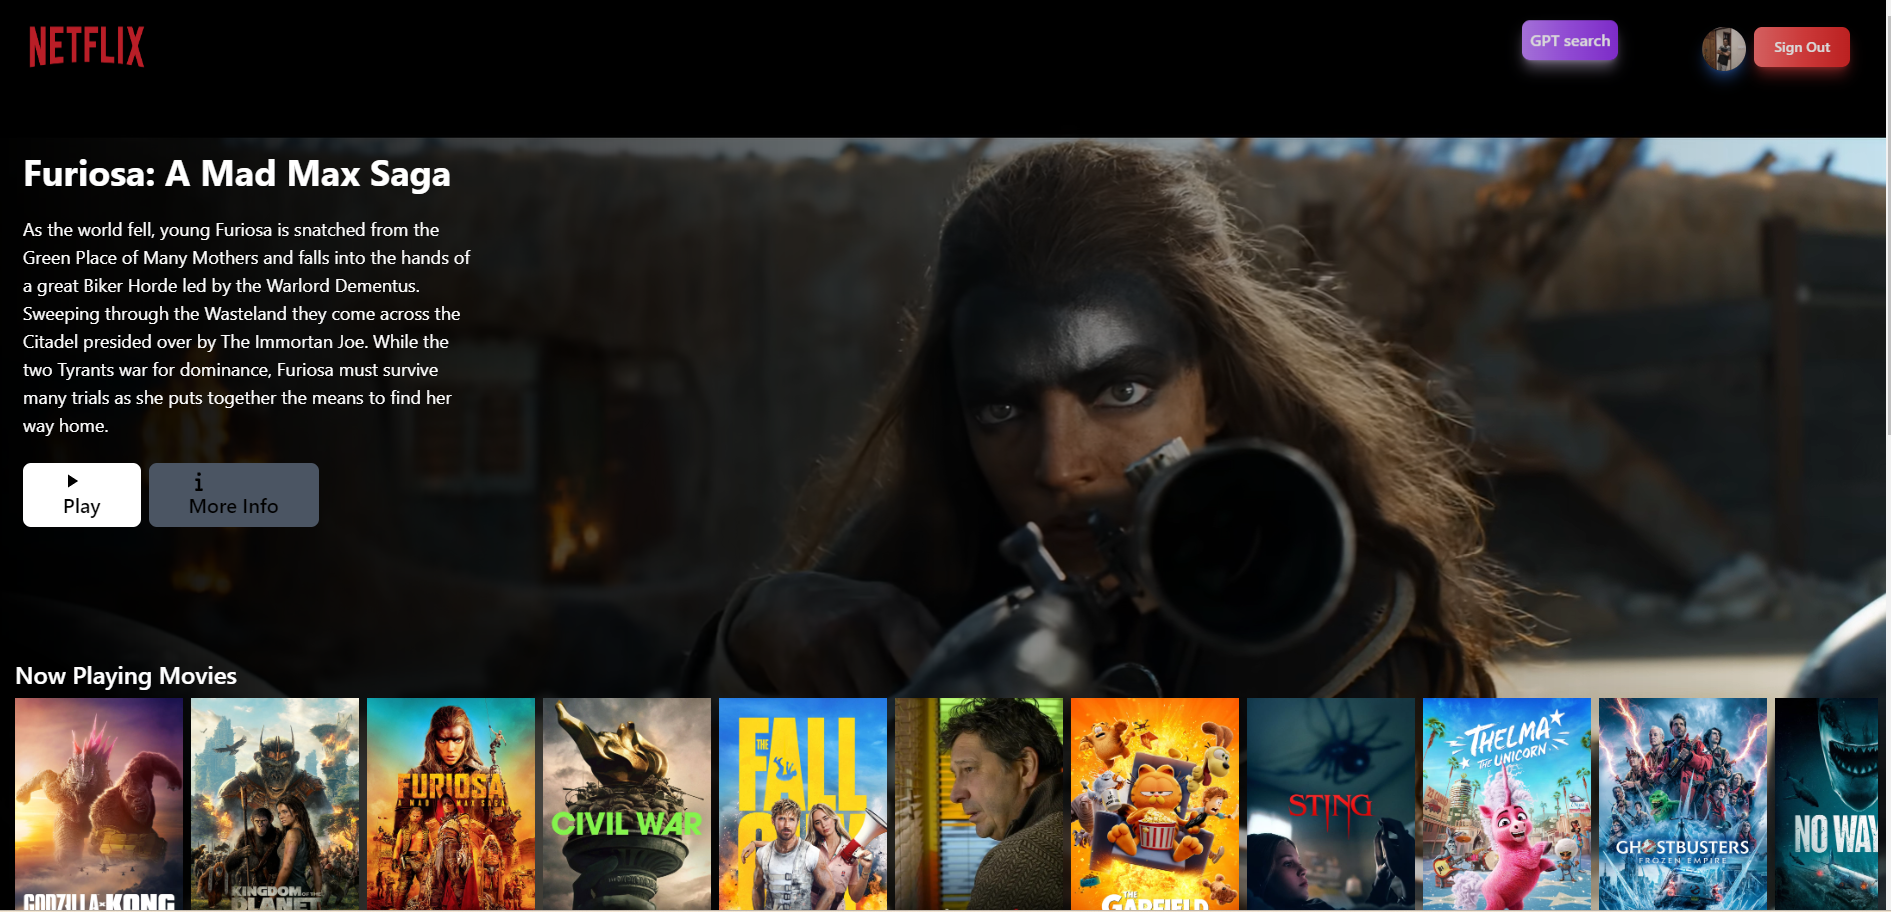 NETFLIX
GPT search
Sign Out
Furiosa: A Mad Max Saga
As the world fell, young Furiosa is snatched from the
Green Place of Many Mothers and falls into the hands of
a great Biker Horde led by the Warlord Dementus.
Sweeping through the Wasteland they come across the
Citadel presided over by The Immortan Joe. While the
two Tyrants war for dominance, Furiosa must survive
many trials as she puts together the means to find her
way home.
Play
More Info
Now Playing Movies
GODZILLA × KONG
KINGDOM OF THE
PLANET
FURIOSA
A MAD MAX SAGA
CIVIL WAR
THE
FALL
GUY
THE
GARFIELD
STING
THELMA
THE UNICORN
GHOSTBUSTERS
FROZEN EMPIRE
NO WAY